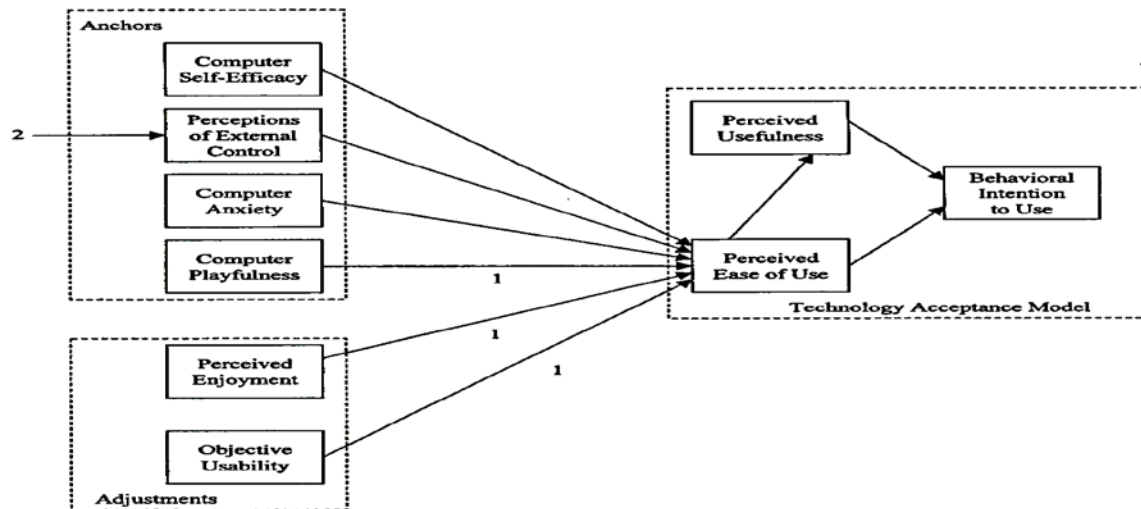 Anchors
Computer
Self-Efficacy
2
Perceptions
of External
Control
Computer
Anxiety
Computer
Playfulness
1
Perceived
Usefulness
Behavioral
Intention
to Use
Perceived
Ease of Use
Technology Acceptance Model
1
Perceived
Enjoyment
1
Objective
Usability
Adjustments